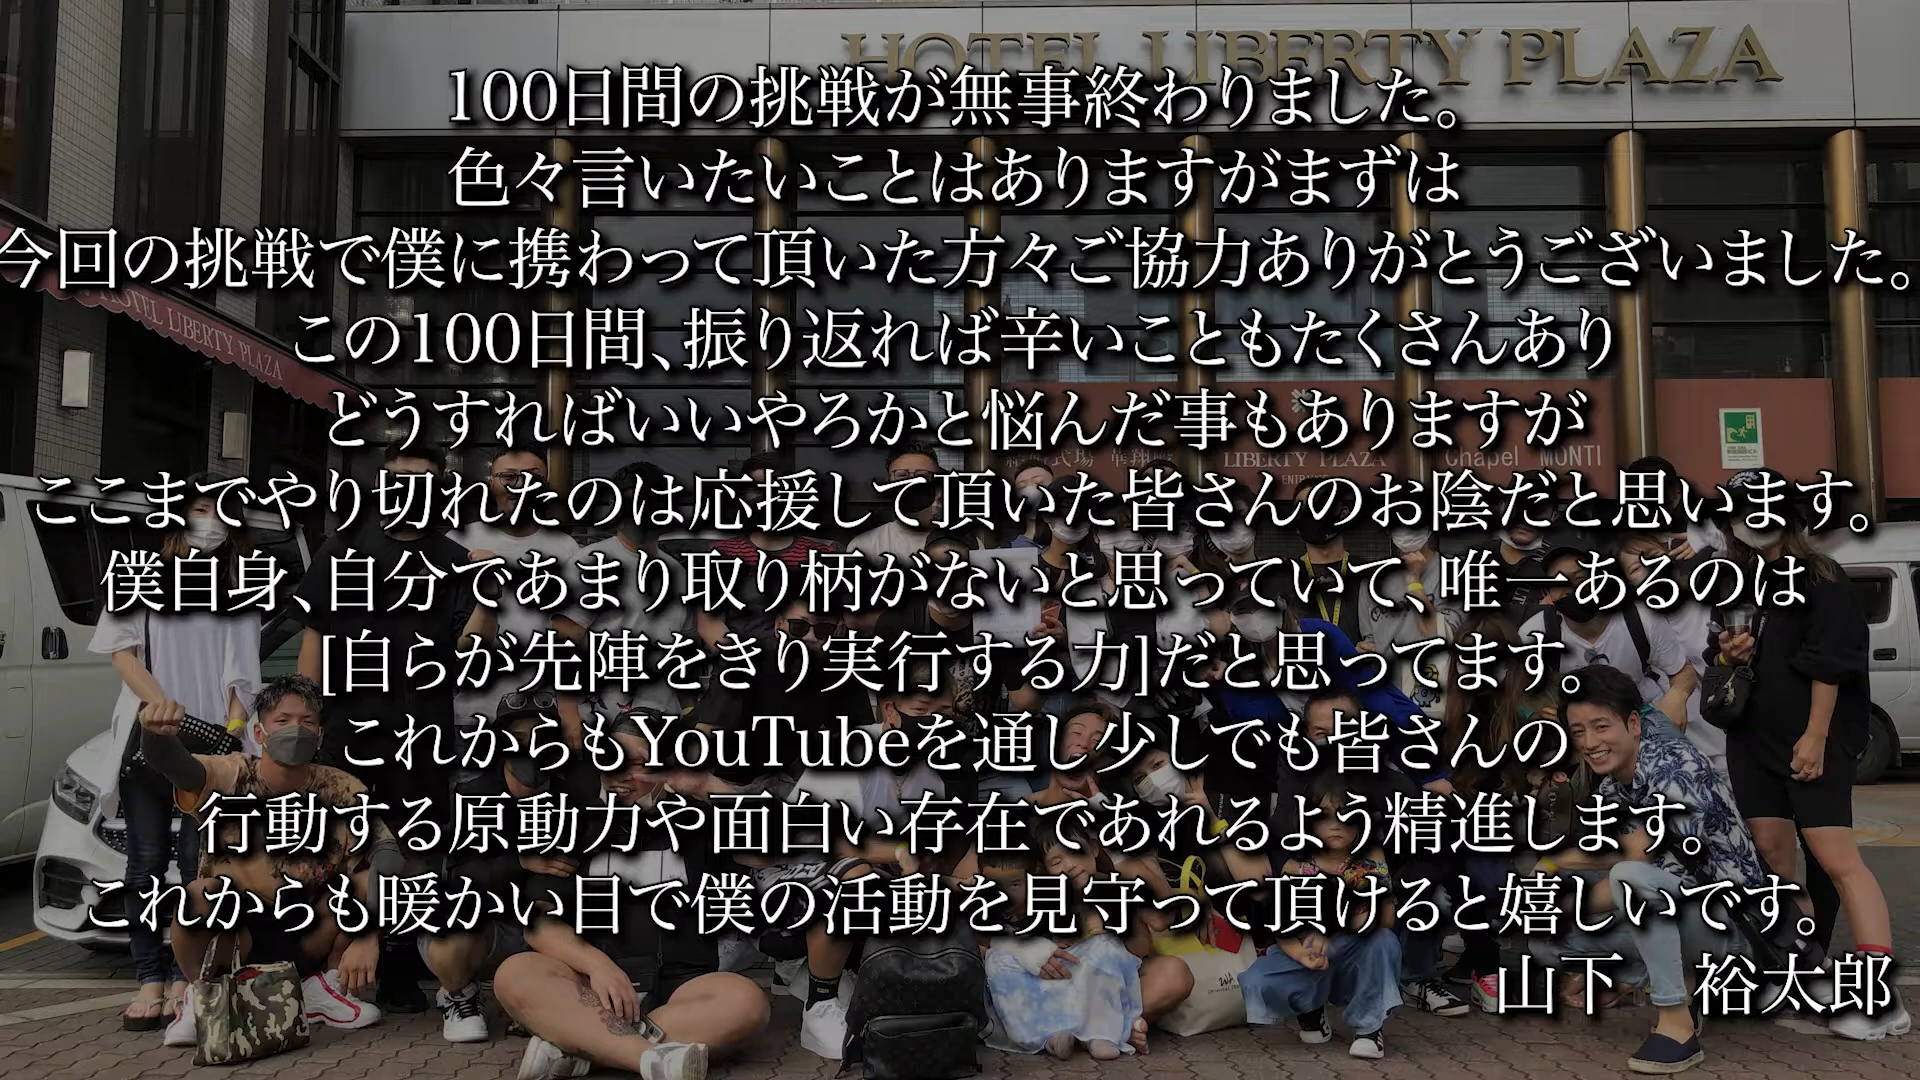 HOTEL LIBERTY PLAZA
100日間の挑戦が無事終わりました。
色々言いたいことはありますがまずは
今回の挑戦で僕に携わって頂いた方々ご協力ありがとうございました。
HOTEL LIBERTY PLAZA
この100日間、振り返れば辛いこともたくさんあり
どうすればいいやろかと悩んだ事もありますが
LIBERTY PLAZA
Chapel MONTI
ここまでやり切れたのは応援して頂いた皆さんのお陰だと思います。
僕自身、自分であまり取り柄がないと思っていて、唯一あるのは
[自らが先陣をきり実行する力]だと思ってます。
これからもYouTubeを通し少しでも皆さんの
行動する原動力や面白い存在であれるよう精進します。
これからも暖かい目で僕の活動を見守って頂けると嬉しいです。
山下　裕太郎